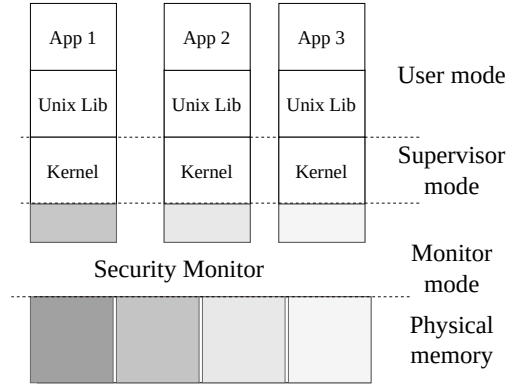 App 1
App 2
App 3
User mode
Unix Lib
Unix Lib
Unix Lib
Kernel
Kernel
Kernel
Supervisor
mode
Security Monitor
Monitor
mode
Physical
memory